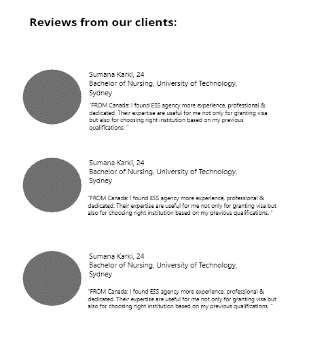 Reviews from our clients:
Sumana Karki, 24
Bachelor of Nursing, University of Technology,
Sydney
"FROM Canada: I found ESS agency more experience, professional &
dedicated. Their expertise are useful for me not only for granting visa
but also for choosing right institution based on my previous
qualifications. "
Sumana Karki, 24
Bachelor of Nursing, University of Technology,
Sydney
"FROM Canada: I found ESS agency more experience, professional &
dedicated. Their expertise are useful for me not only for granting visa but
also for choosing right institution based on my previous qualifications. "
Sumana Karki, 24
Bachelor of Nursing, University of Technology,
Sydney
"FROM Canada: I found ESS agency more experience, professional &
dedicated. Their expertise are useful for me not only for granting visa but
also for choosing right institution based on my previous qualifications. "